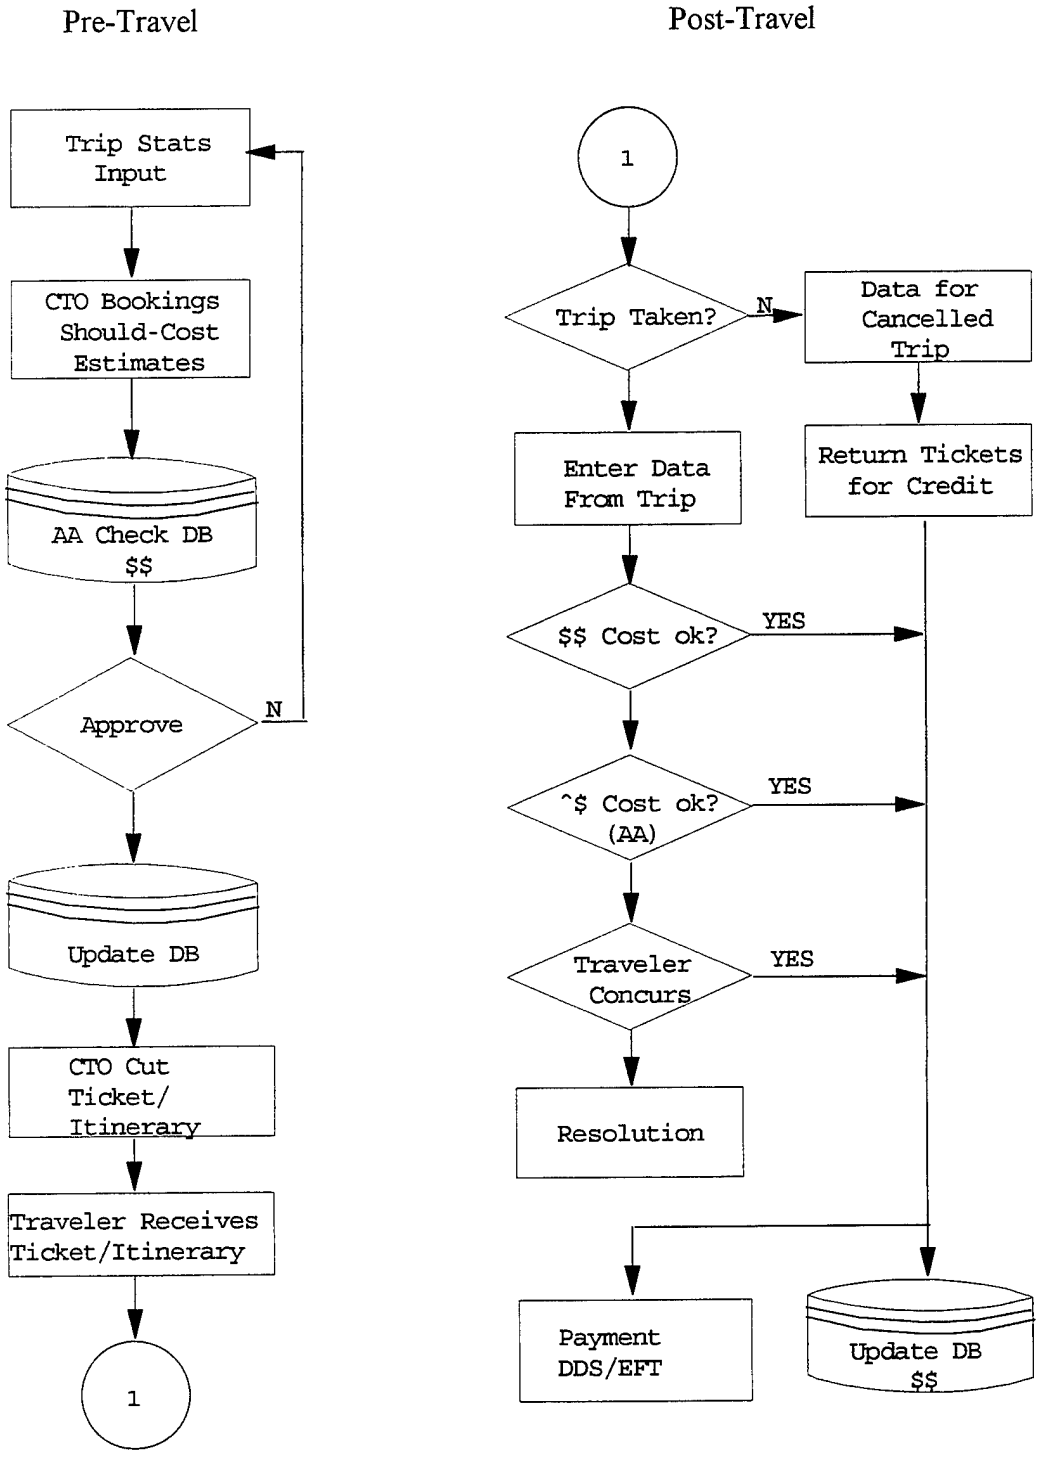 Pre-Travel
Trip Stats
Input
CTO Bookings
Should-Cost
Estimates
AA Check DB
$$
Approve
N
Update DB
CTO Cut
Ticket/
Itinerary
Traveler Receives
Ticket/Itinerary
1
Post-Travel
1
Trip Taken?
N
Data for
Cancelled
Trip
Enter Data
From Trip
Return Tickets
for Credit
$$ Cost ok?
YES
^$ Cost ok?
(AA)
YES
Traveler
Concurs
YES
Resolution
Payment
DDS/EFT
Update DB
$$